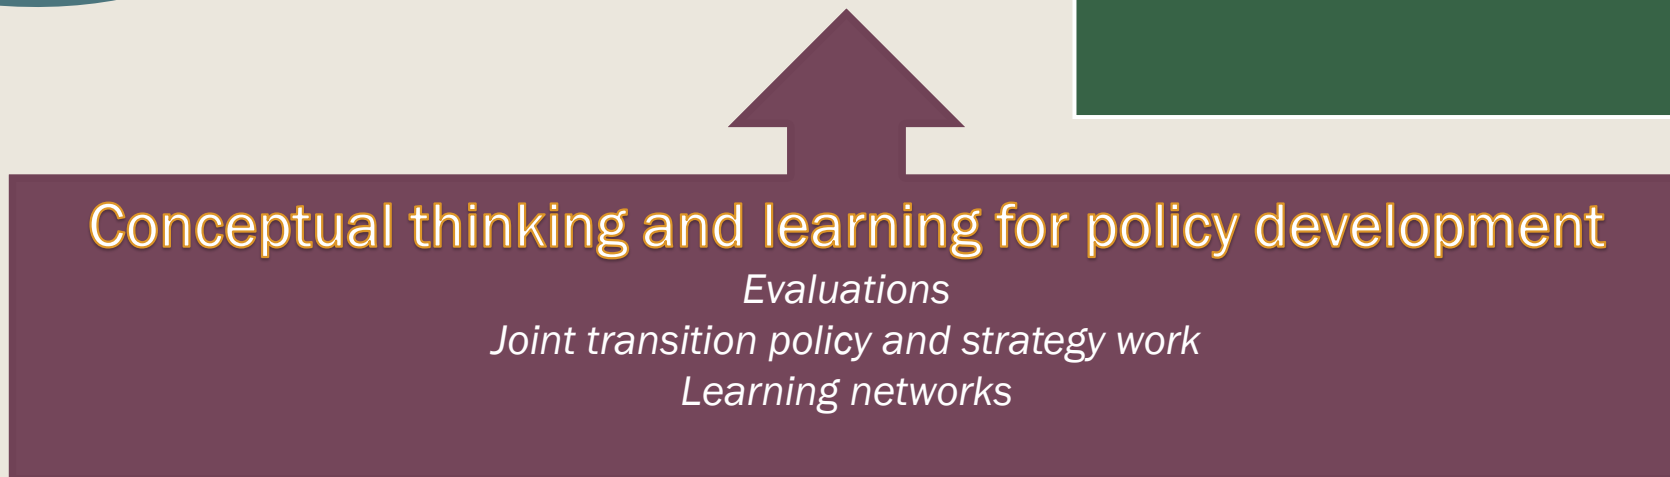 Conceptual thinking and learning for policy development
Evaluations
Joint transition policy and strategy work
Learning networks